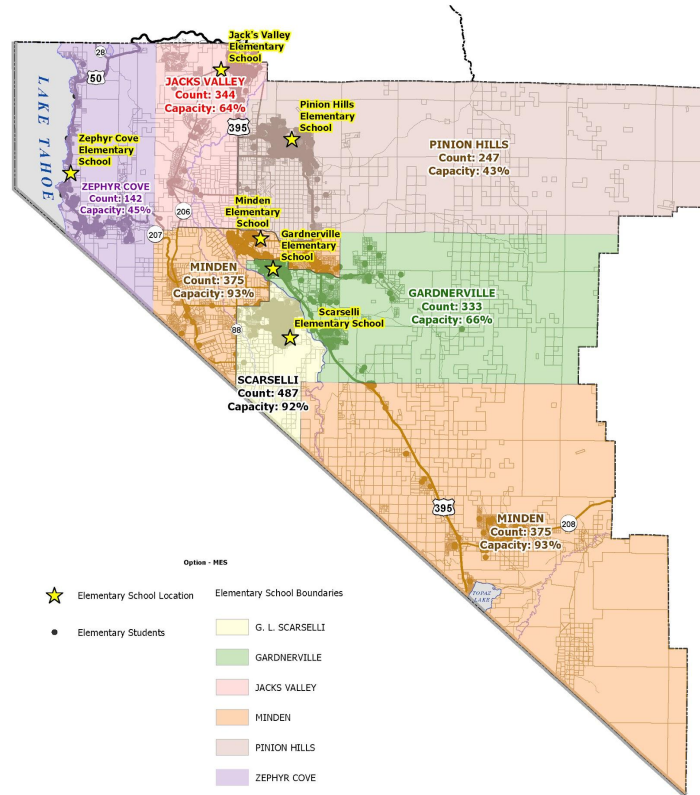 Jack's Valley
Elementary
School
28
50
LAKE TAHOE
JACKS VALLEY
Count: 344
Capacity: 64%
395
Pinion Hills
Elementary
School
Zephyr Cove
Elementary
School
PINION HILLS
Count: 247
Capacity: 43%
ZEPHYR COVE
Count: 142
Capacity: 45%
206
207
Minden
Elementary
School
Gardnerville
Elementary
School
MINDEN
Count: 375
Capacity: 93%
GARDNERVILLE
Count: 333
Capacity: 66%
88
Scarselli
Elementary School
SCARSELLI
Count: 487
Capacity: 92%
395
MINDEN
Count: 375
Capacity: 93%
208
TOPAZ
LAKE
Option - MES
Elementary School Location
Elementary Students
Elementary School Boundaries
G. L. SCARSELLI
GARDNERVILLE
JACKS VALLEY
MINDEN
PINION HILLS
ZEPHYR COVE